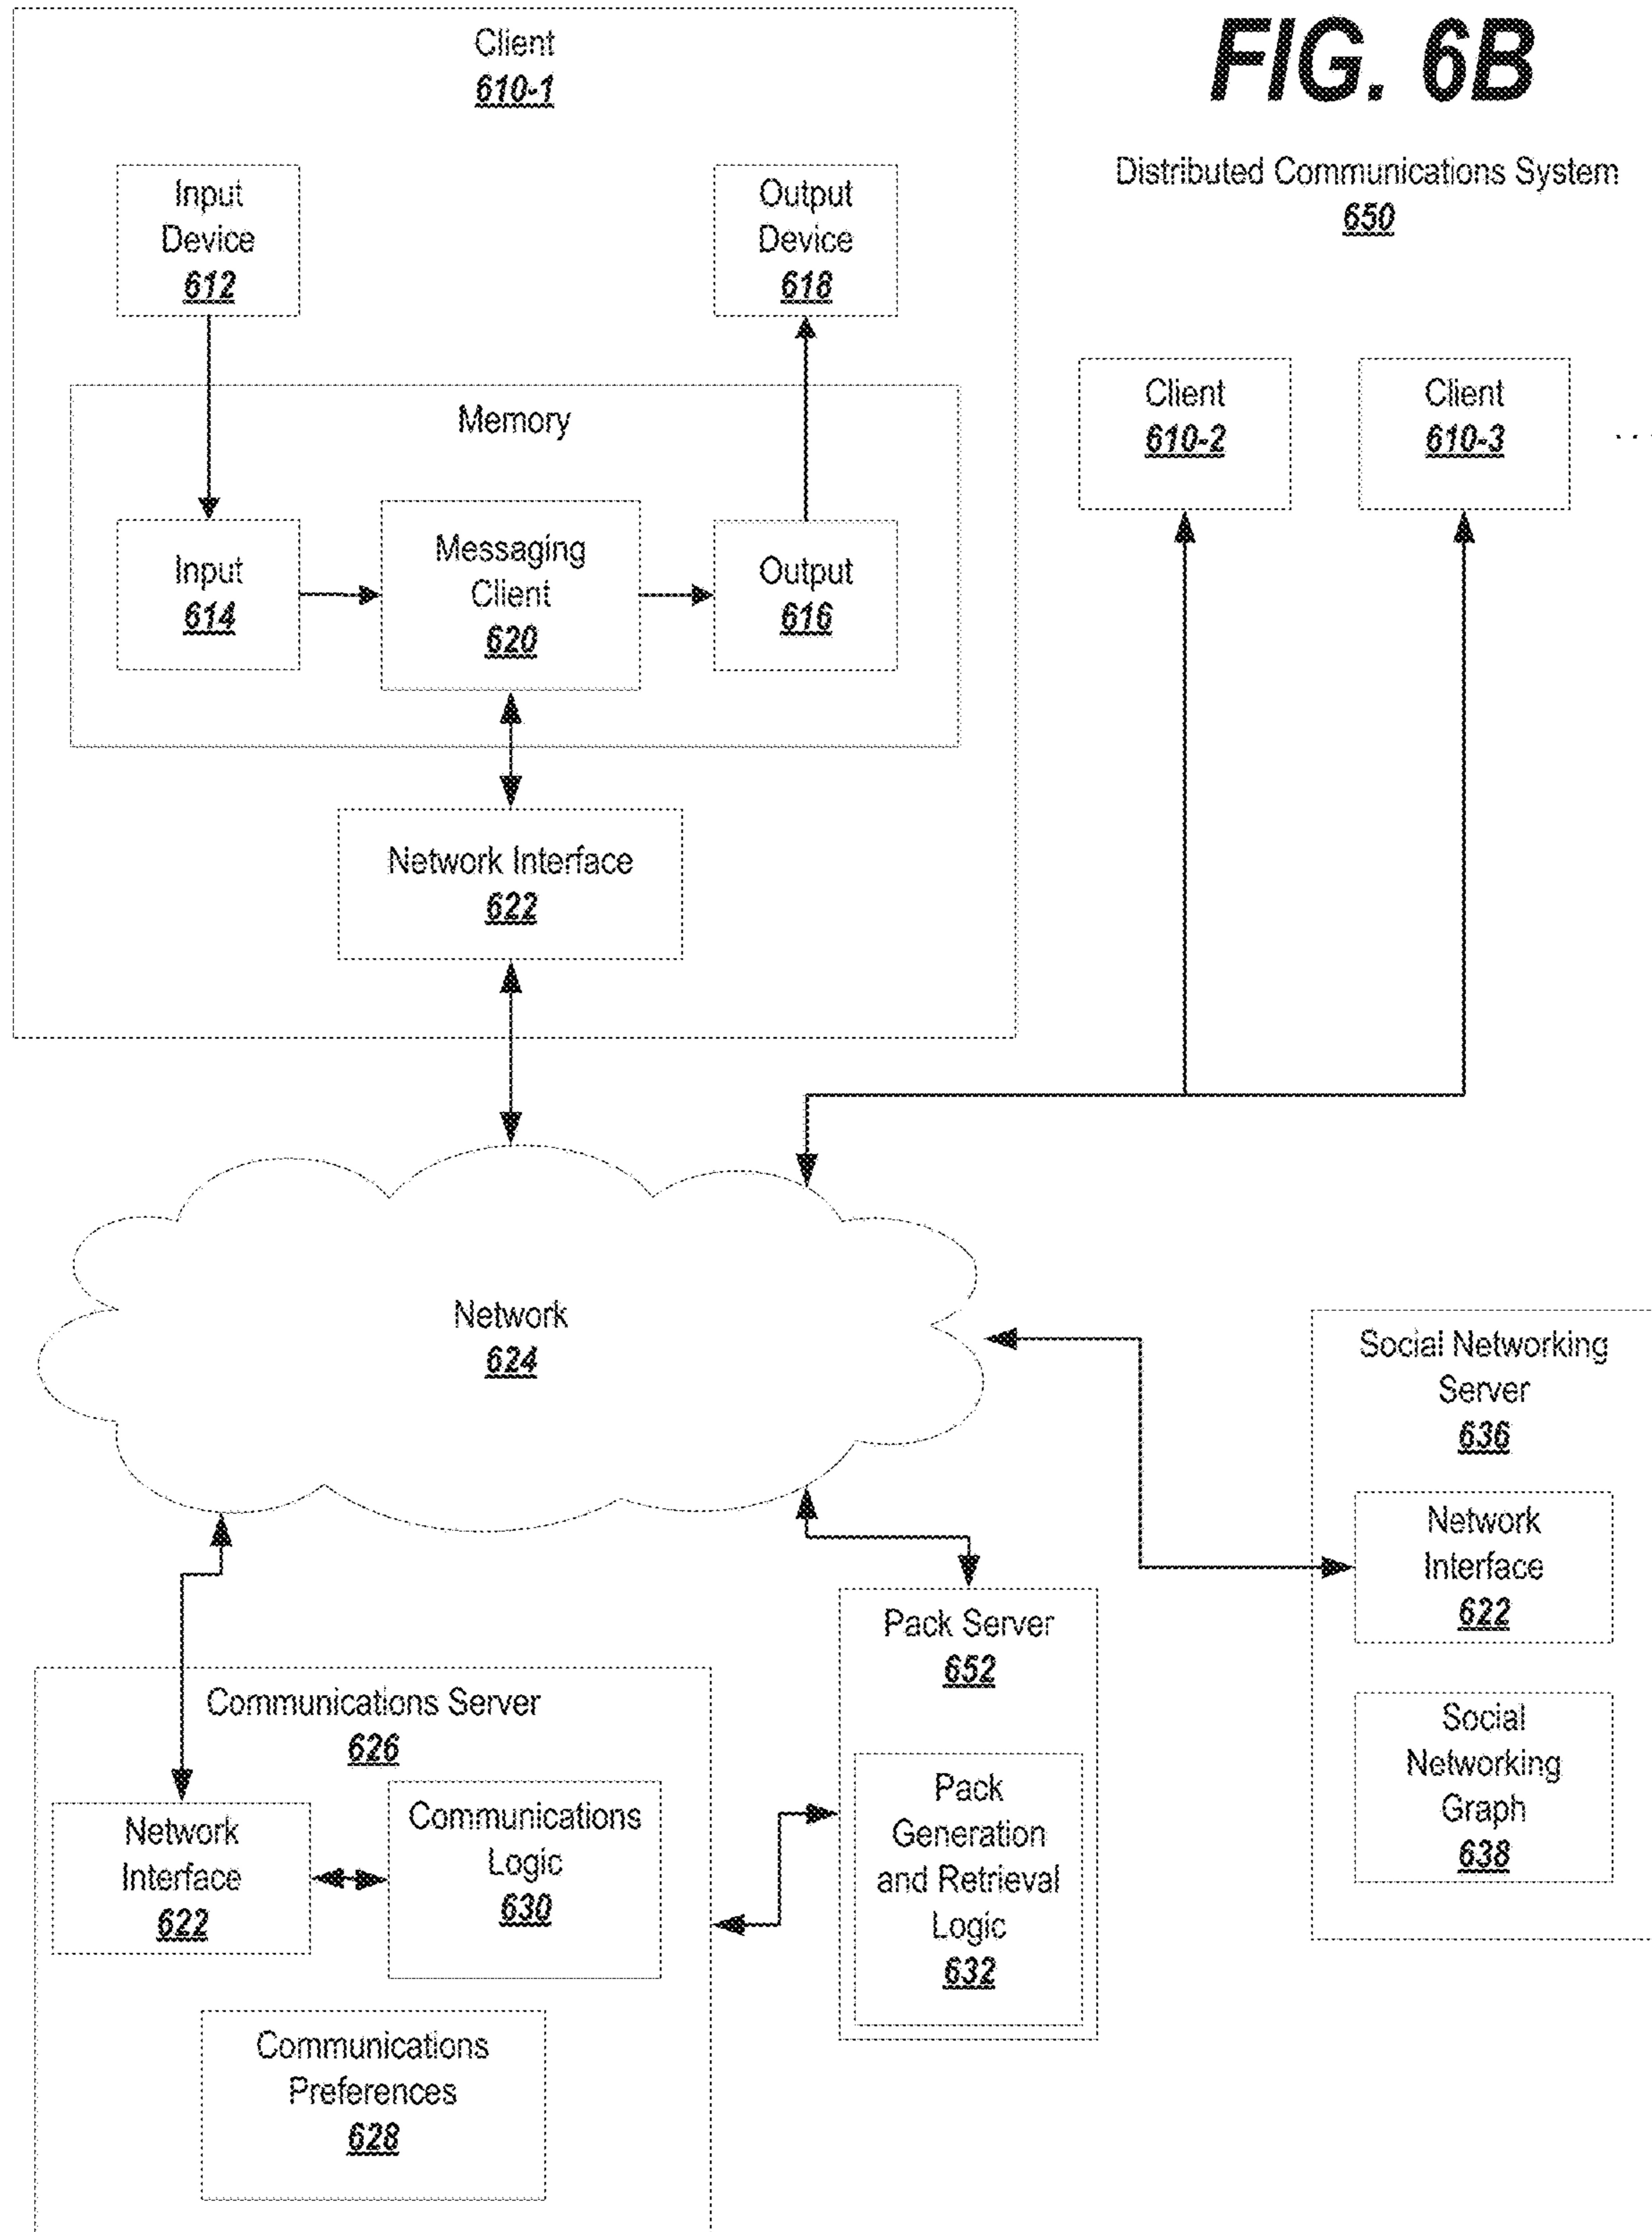 FIG. 6B
Distributed Communications System
650
Client
610-1
Input
Device
612
Output
Device
618
Memory
Input
614
Messaging
Client
620
Output
616
Network Interface
622
Client
610-2
Client
610-3
...
Network
624
Social Networking
Server
636
Network
Interface
622
Social
Networking
Graph
638
Pack Server
652
Pack
Generation
and Retrieval
Logic
632
Communications Server
626
Network
Interface
622
Communications
Logic
630
Communications
Preferences
628